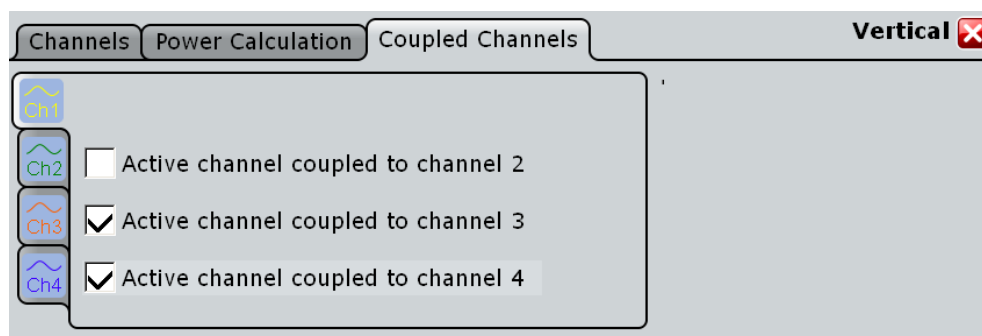 Channels Power Calculation Coupled Channels Vertical
Ch1
Ch2 Active channel coupled to channel 2
Ch3 Active channel coupled to channel 3
Ch4 Active channel coupled to channel 4